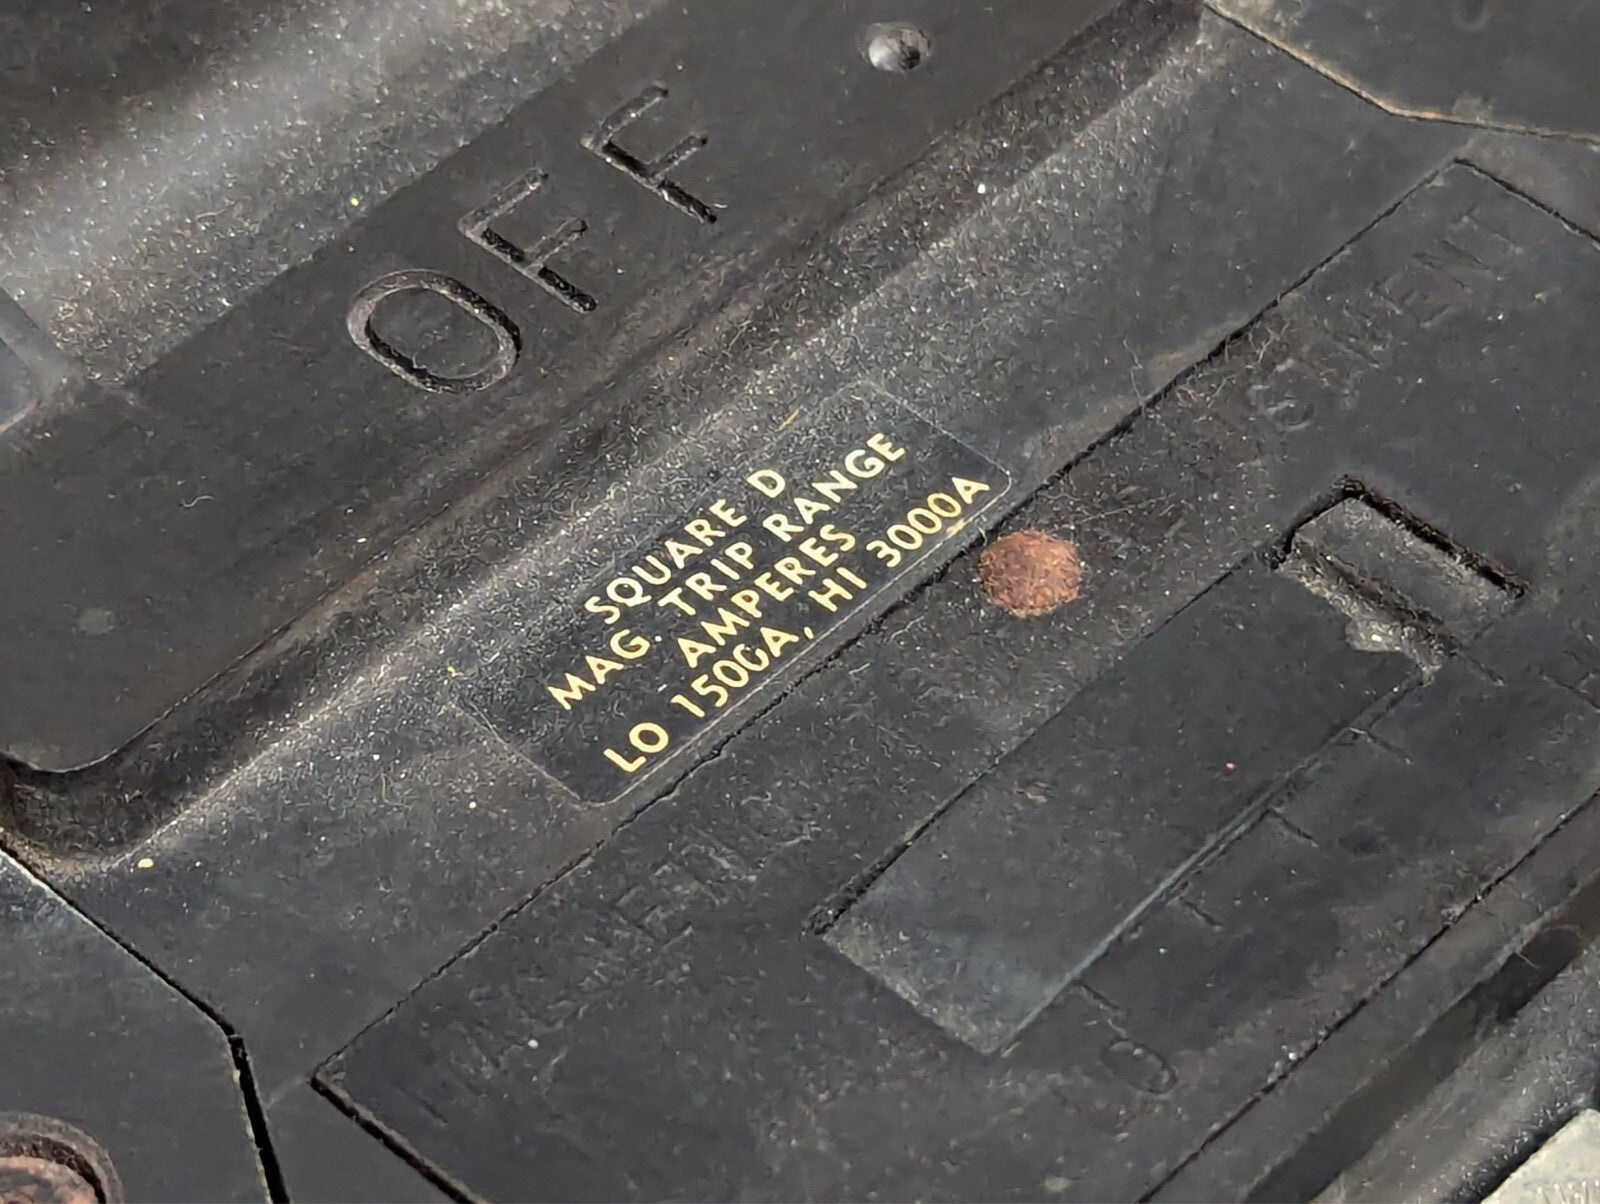 OFF
SQUARE D
MAG. TRIP RANGE
AMPERES
LO 1500A, HI 3000A